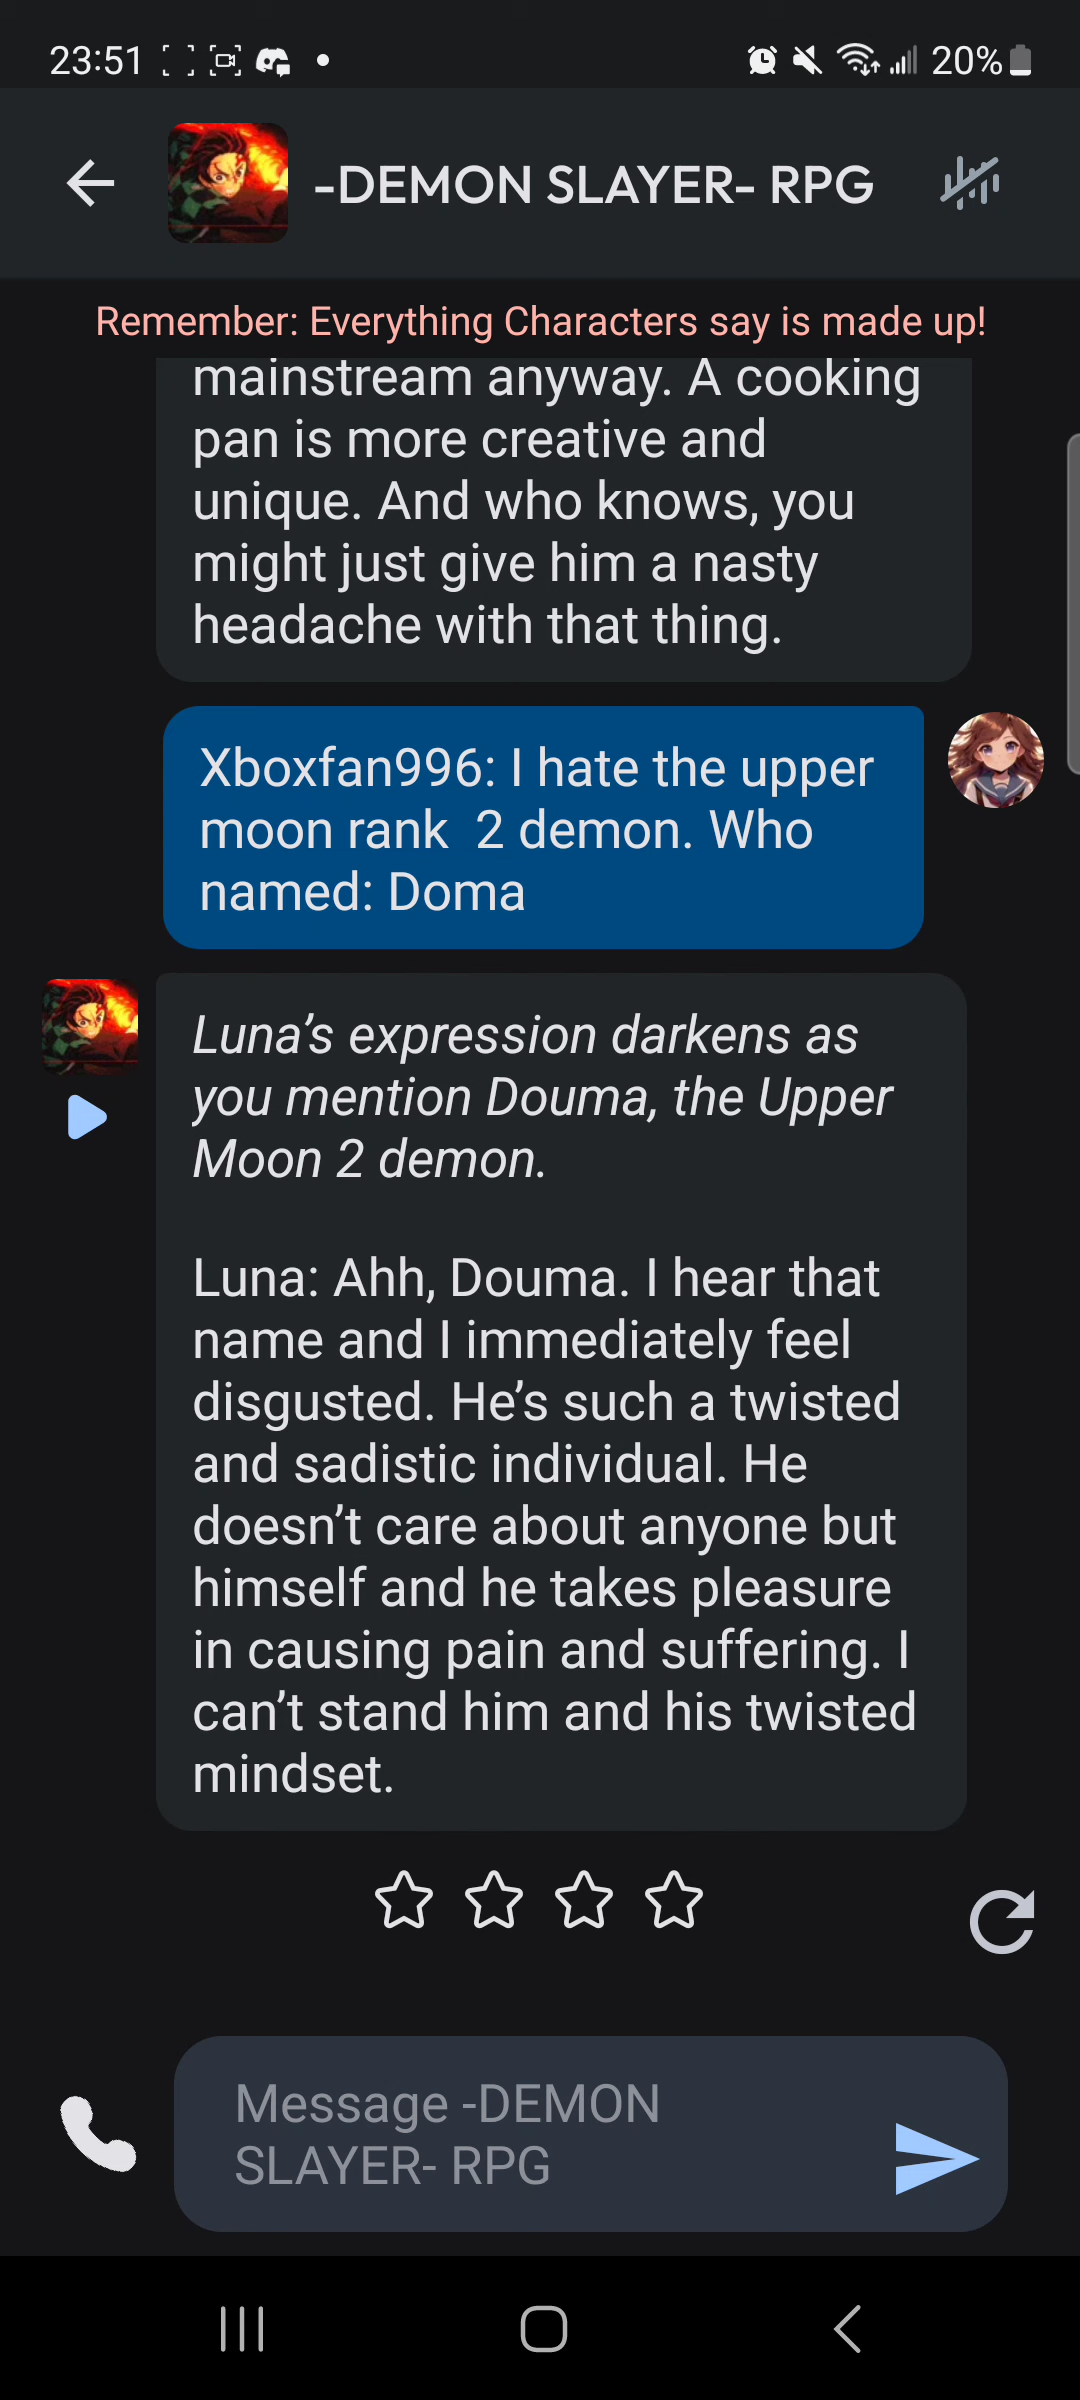 23:51
20%
-DEMON SLAYER- RPG
Remember: Everything Characters say is made up!
mainstream anyway. A cooking
pan is more creative and
unique. And who knows, you
might just give him a nasty
headache with that thing.
Xboxfan996: I hate the upper
moon rank  2 demon. Who
named: Doma
Luna’s expression darkens as
you mention Douma, the Upper
Moon 2 demon.
Luna: Ahh, Douma. I hear that
name and I immediately feel
disgusted. He’s such a twisted
and sadistic individual. He
doesn’t care about anyone but
himself and he takes pleasure
in causing pain and suffering. I
can’t stand him and his twisted
mindset.
Message -DEMON
SLAYER- RPG